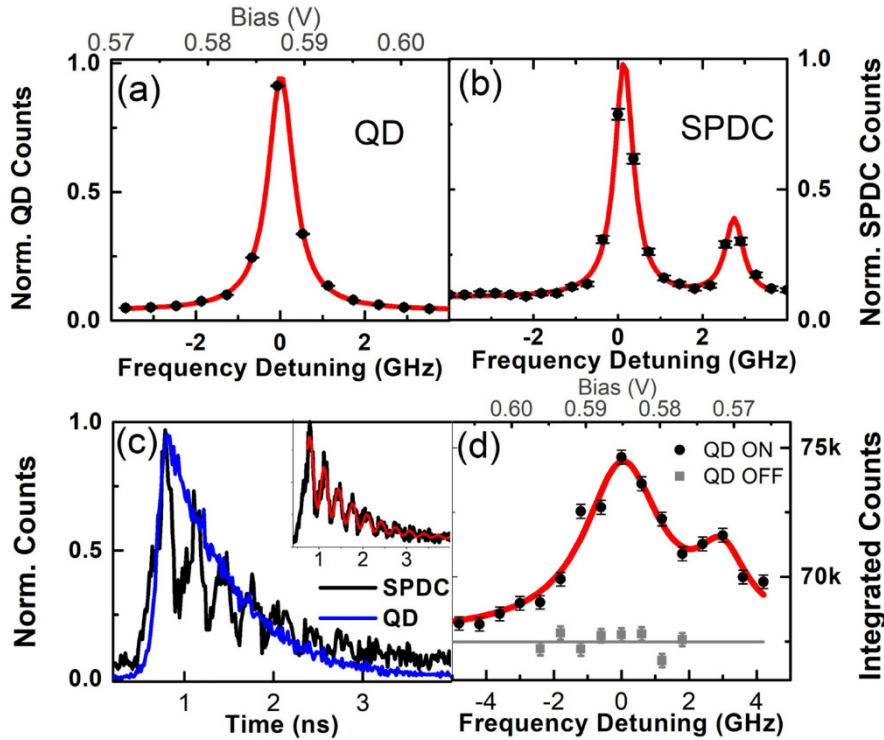 Bias (V)
0.57 0.58 0.59 0.60
(a)
QD
Norm. QD Counts
1.0
0.5
0.0
-2 0 2
Frequency Detuning (GHz)
(b)
SPDC
Norm. SPDC Count
1.0
0.5
0.0
-4 -2 0 2
Frequency Detuning (GHz)
(c)
Norm. Counts
1.0
0.5
0.0
1 2 3
SPDC
QD
1 2 3
Time (ns)
Bias (V)
0.60 0.59 0.58 0.57
(d)
QD ON
QD OFF
75k
70k
Integrated Counts
-4 -2 0 2 4
Frequency Detuning (GHz)